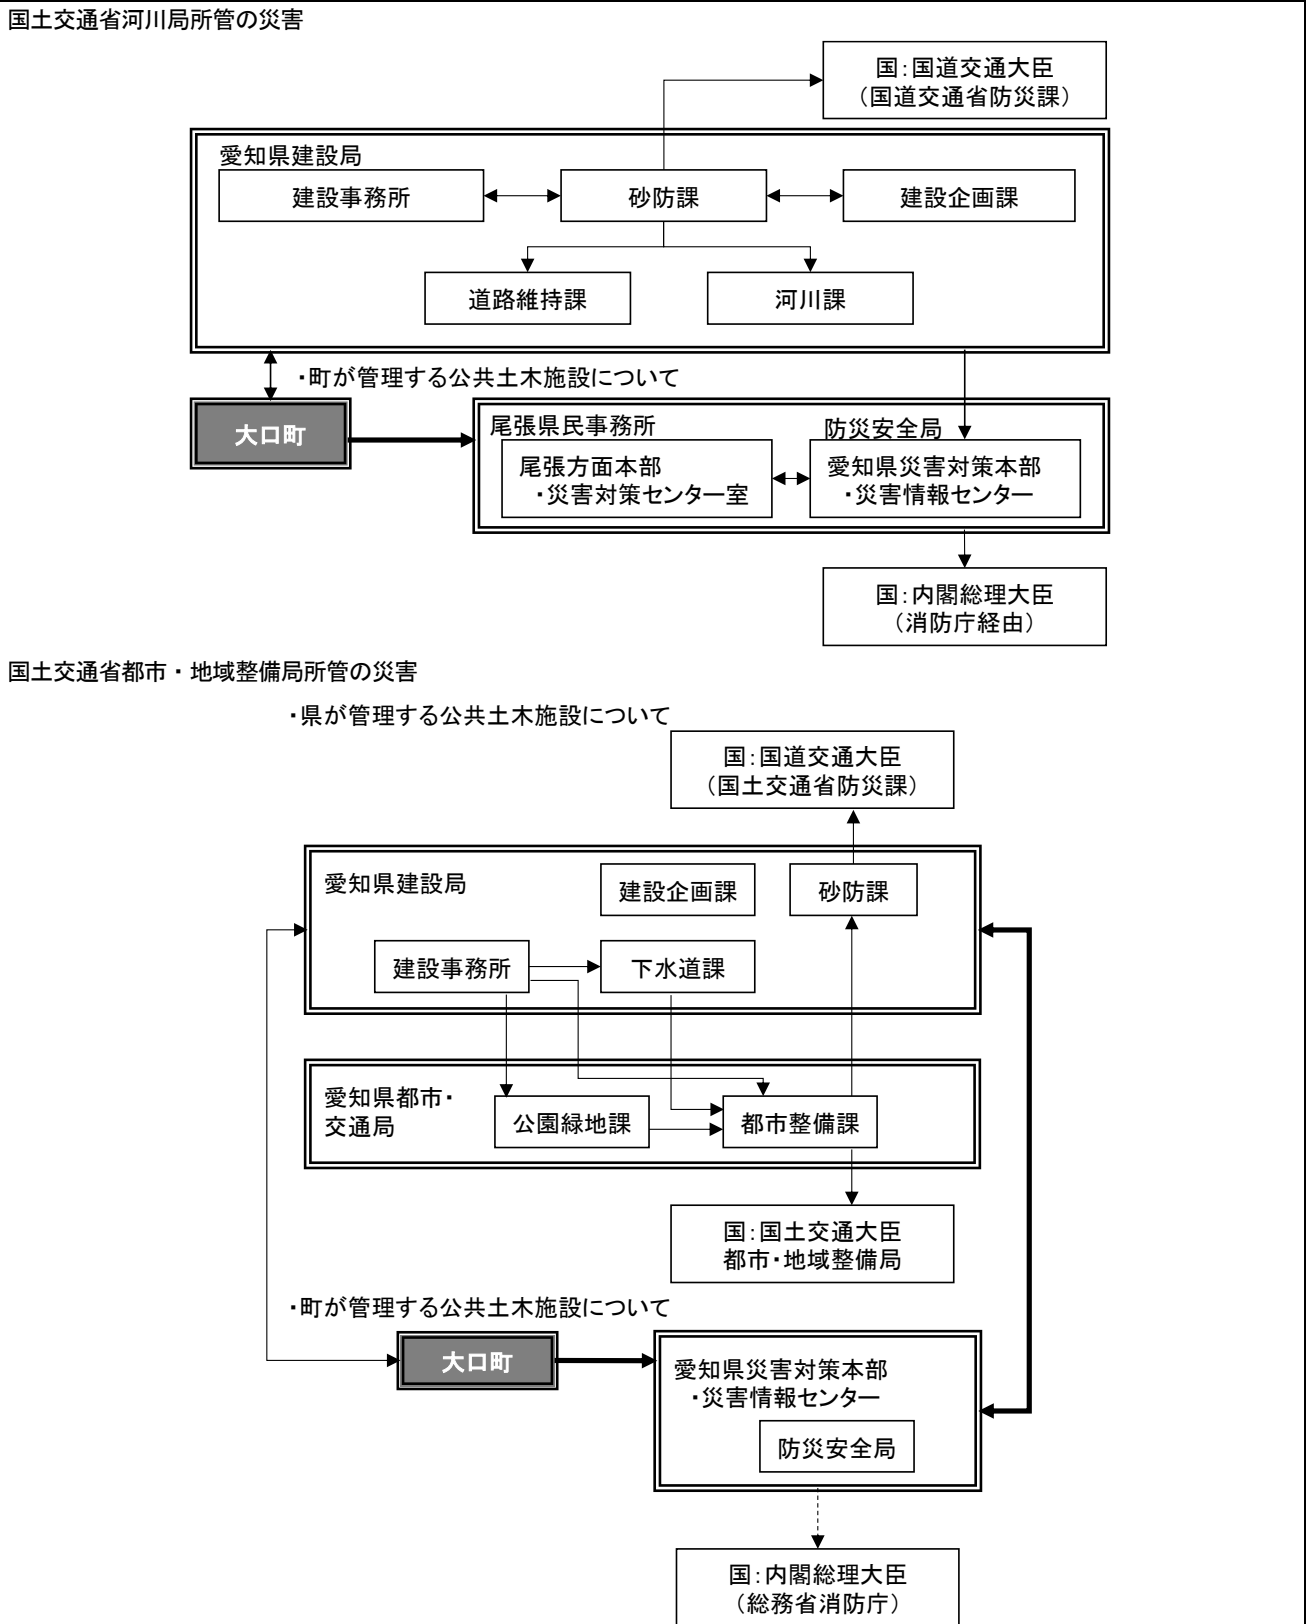 国土交通省河川局所管の災害
国:国道交通大臣
(国道交通省防災課)
愛知県建設局
建設事務所
砂防課
建設企画課
道路維持課
河川課
・町が管理する公共土木施設について
大口町
尾張県民事務所
尾張方面本部
・災害対策センター室
防災安全局
愛知県災害対策本部
・災害情報センター
国:内閣総理大臣
(消防庁経由)
国土交通省都市・地域整備局所管の災害
・県が管理する公共土木施設について
国:国道交通大臣
(国土交通省防災課)
愛知県建設局
建設企画課
砂防課
建設事務所
下水道課
愛知県都市・
交通局
公園緑地課
都市整備課
国:国土交通大臣
都市・地域整備局
・町が管理する公共土木施設について
大口町
愛知県災害対策本部
・災害情報センター
防災安全局
国:内閣総理大臣
(総務省消防庁)